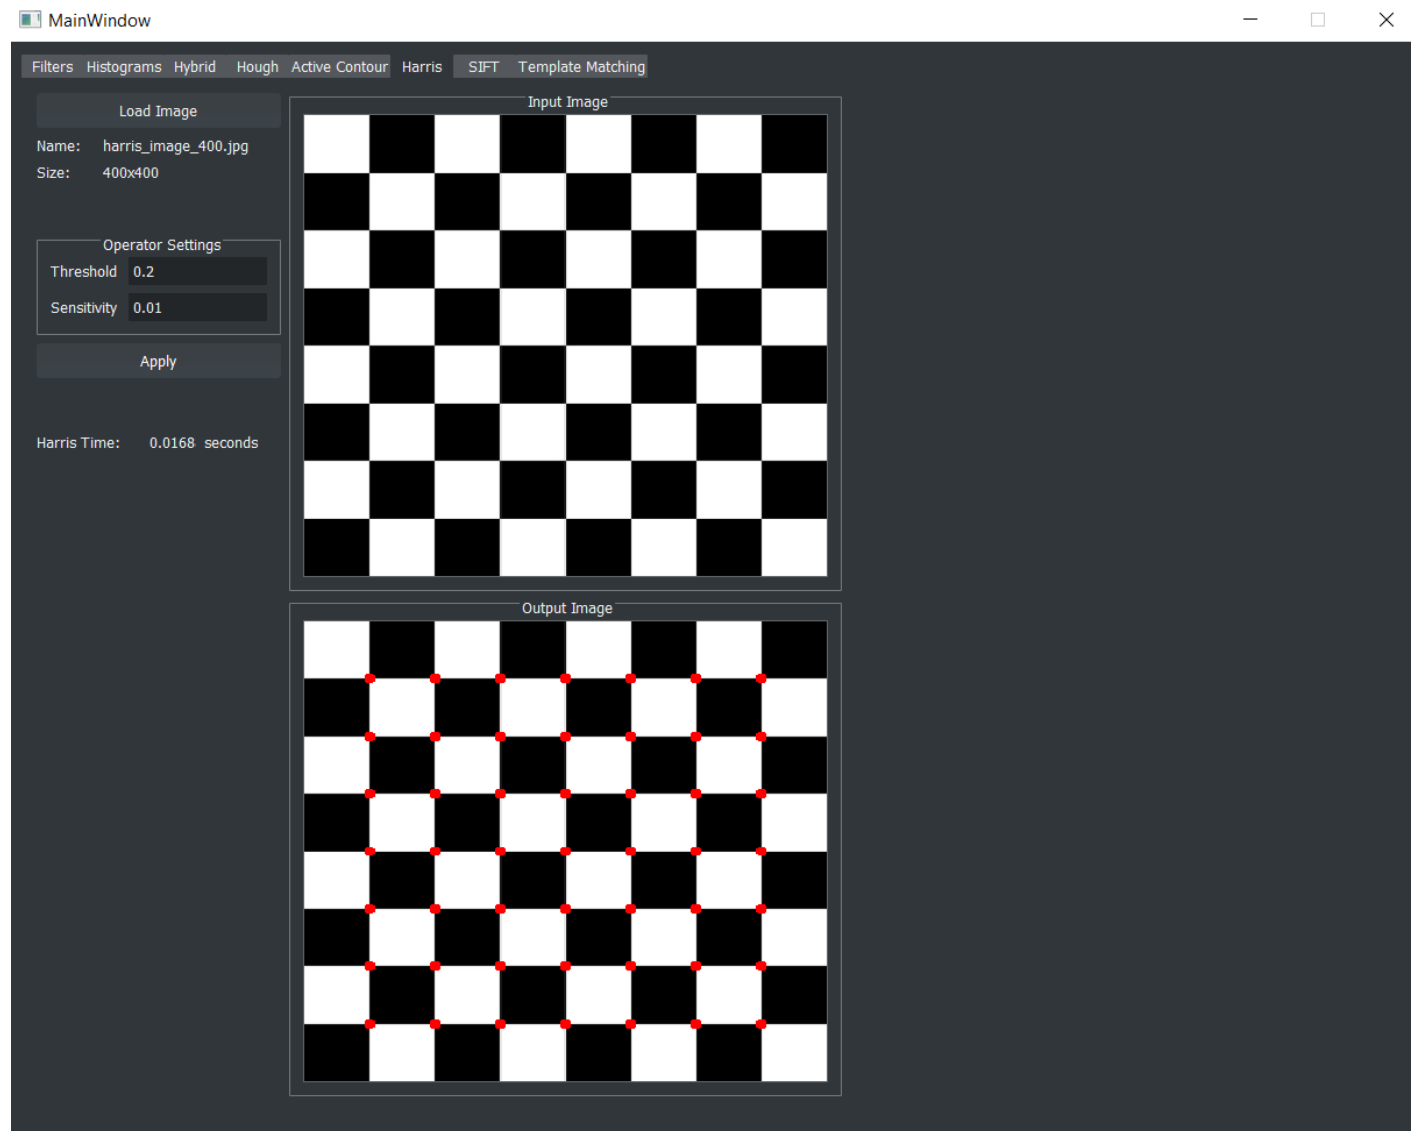 MainWindow
Filters Histograms Hybrid Hough Active Contour Harris SIFT Template Matching
Load Image
Name: harris_image_400.jpg
Size: 400x400
Operator Settings
Threshold 0.2
Sensitivity 0.01
Apply
Harris Time: 0.0168 seconds
Input Image
Output Image